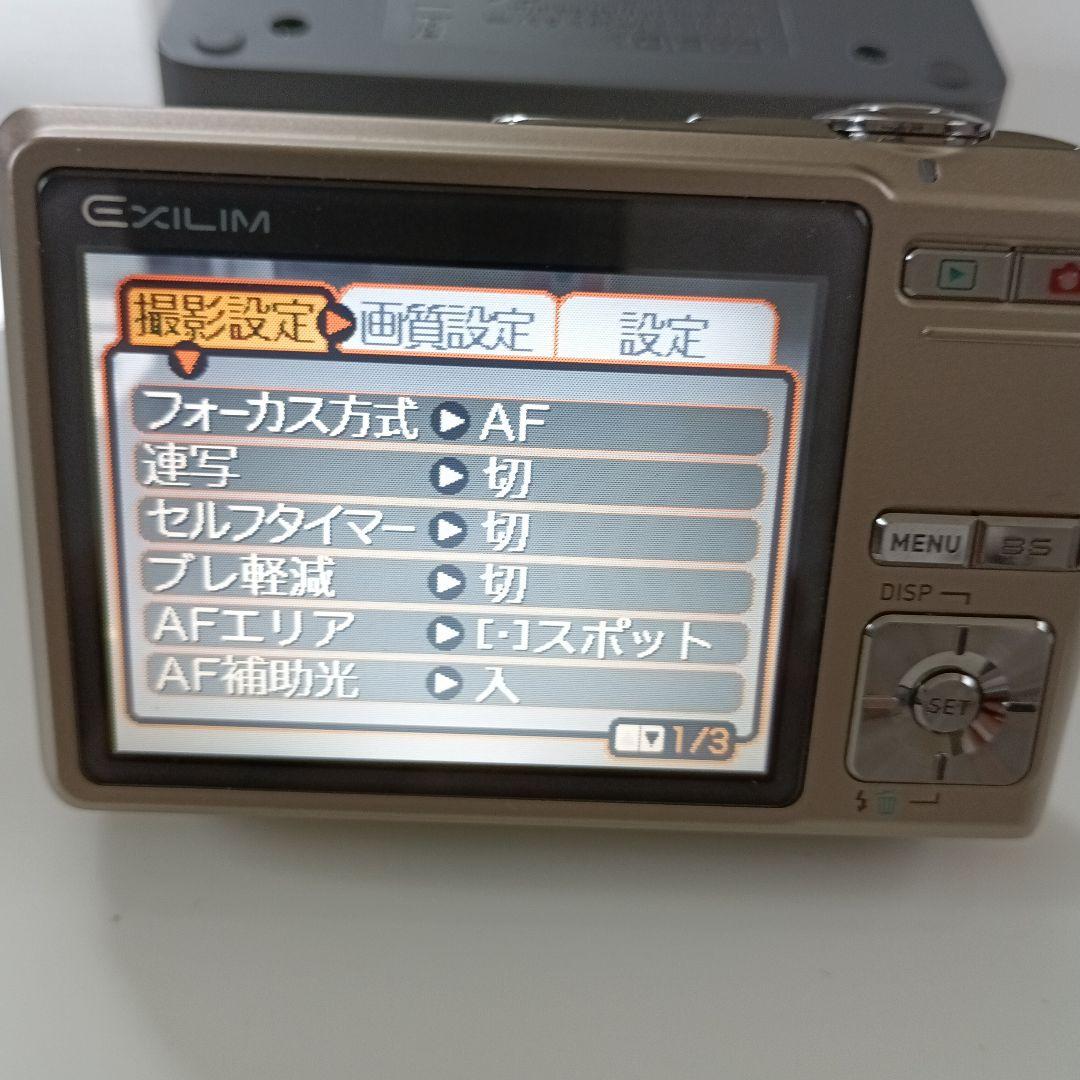 EXILIM
撮影設定 画質設定 設定
フォーカス方式 AF
連写 切
セルフタイマー 切
ブレ軽減 切
AFエリア [・]スポット
AF補助光 入
1/3
MENU BS
DISP
SET